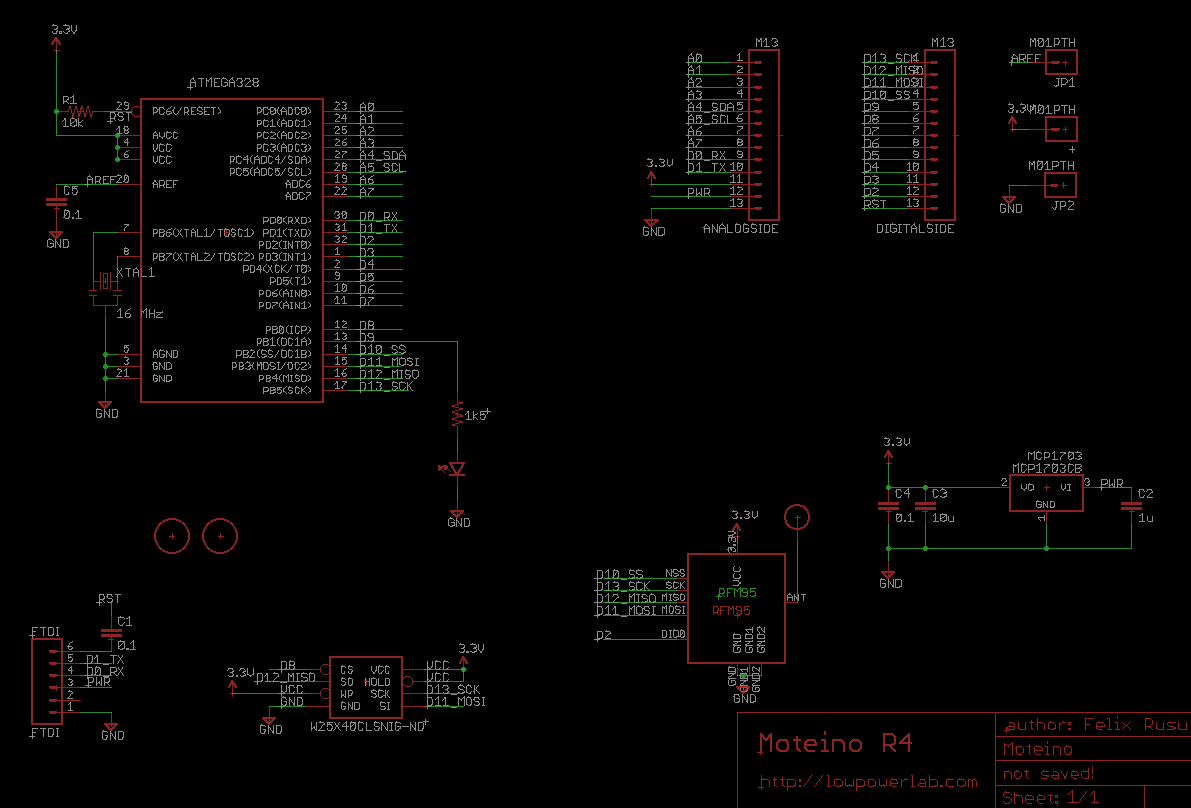 3.3V
R1
10k
RST
ATMEGA328
29
PC6(/RESET)
18
AVCC
4
VCC
6
VCC
AREF
20
AREF
C5
0.1
GND
7
PB6(XTAL1/TOSC1)
8
PB7(XTAL2/TOSC2)
XTAL1
16 MHz
5
AGND
3
GND
21
GND
GND
PC0(ADC0) 23 A0
PC1(ADC1) 24 A1
PC2(ADC2) 25 A2
PC3(ADC3) 26 A3
PC4(ADC4/SDA) 27 A4_SDA
PC5(ADC5/SCL) 28 A5_SCL
ADC6 19 A6
ADC7 22 A7
PD0(RXD) 30 D0_RX
PD1(TXD) 31 D1_TX
PD2(INT0) 32 D2
PD3(INT1) 1 D3
PD4(XCK/T0) 2 D4
PD5(T1) 9 D5
PD6(AIN0) 10 D6
PD7(AIN1) 11 D7
PB0(ICP) 12 D8
PB1(OC1A) 13 D9
PB2(SS/OC1B) 14 D10_SS
PB3(MOSI/OC2) 15 D11_MOSI
PB4(MISO) 16 D12_MISO
PB5(SCK) 17 D13_SCK
1k5
GND
M13
A0 1
A1 2
A2 3
A3 4
A4_SDA 5
A5_SCL 6
A6 7
A7 8
D0_RX 9
D1_TX 10
3.3V
11
PWR 12
13
GND
ANALOGSIDE
M13
D13_SCK 1
D12_MISO
D11_MOSI
D10_SS 4
D9 5
D8 6
D7 7
D6 8
D5 9
D4 10
D3 11
D2 12
RST 13
DIGITALSIDE
M01PTH
AREF
JP1
3.3V
M01PTH
M01PTH
GND
JP2
3.3V
C4
0.1
C3
10u
MCP1703
MCP1703CB
2
VO
VI
3
PWR
GND
1
C2
1u
GND
3.3V
3.3V
VCC
D10_SS NSS
D13_SCK SCK
D12_MISO MISO
D11_MOSI MOSI
D2 DIO0
RFM95
RFM95
ANT
GND
GND1
GND2
GND
GND1
GND2
GND
RST
C1
0.1
FTDI
6
5 D1_TX
4 D0_RX
3 PWR
2
1
FTDI
GND
3.3V
D8 CS
D12_MISO SO
VCC WP
GND GND
GND
VCC VCC
HOLD
SCK D13_SCK
SI D11_MOSI
3.3V
W25X40CLSNIG-ND
Moteino R4
http://lowpowerlab.com
author: Felix Rusu
Moteino
not saved!
Sheet: 1/1